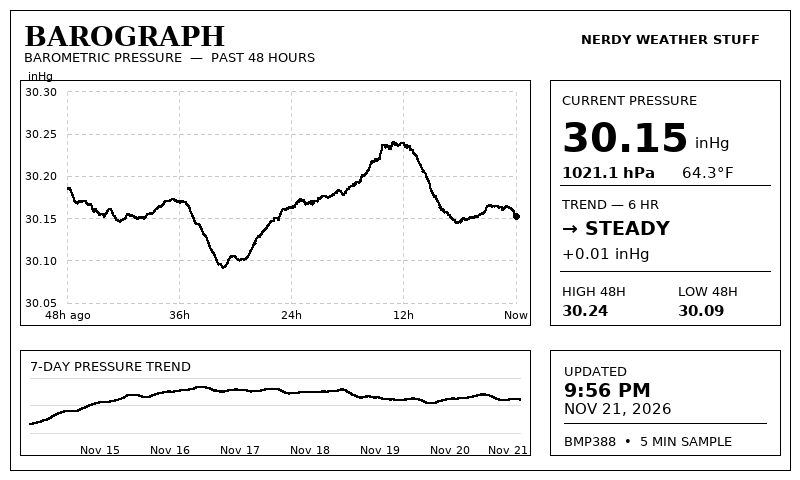 BAROGRAPH
BAROMETRIC PRESSURE — PAST 48 HOURS
NERDY WEATHER STUFF
inHg
30.30
30.25
30.20
30.15
30.10
30.05
48h ago 36h 24h 12h Now
CURRENT PRESSURE
30.15 inHg
1021.1 hPa 64.3°F
TREND — 6 HR
→ STEADY
+0.01 inHg
HIGH 48H LOW 48H
30.24 30.09
7-DAY PRESSURE TREND
Nov 15 Nov 16 Nov 17 Nov 18 Nov 19 Nov 20 Nov 21
UPDATED
9:56 PM
NOV 21, 2026
BMP388 • 5 MIN SAMPLE